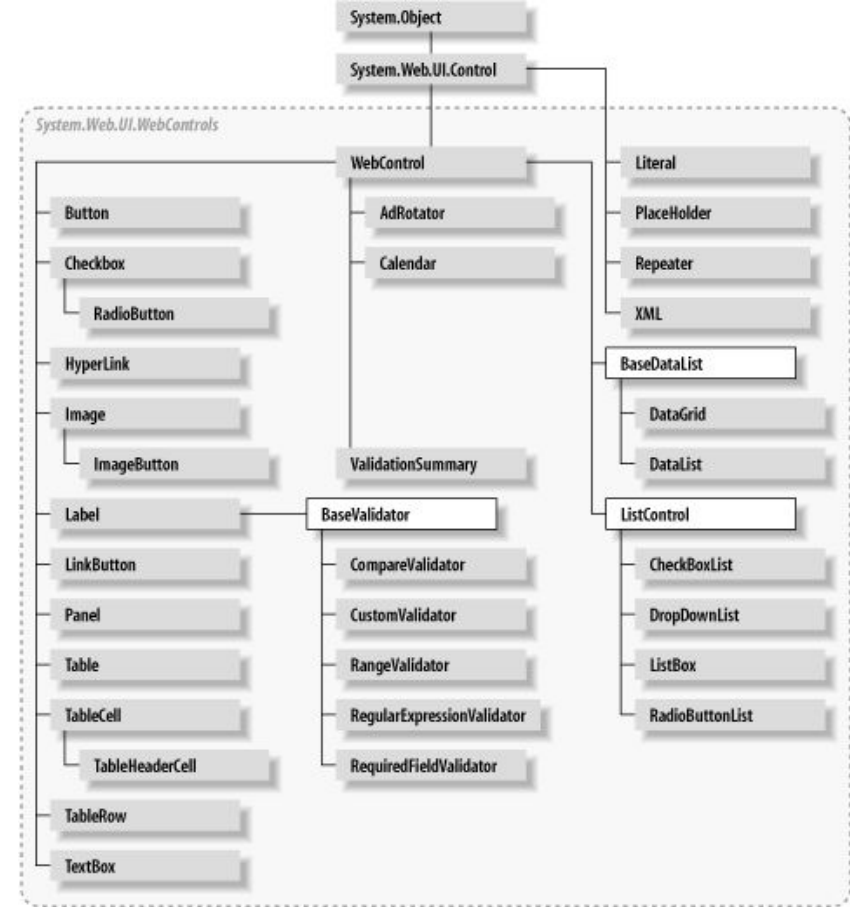 System.Object
System.Web.UI.Control
System.Web.UI.WebControls
WebControl
Button
Checkbox
RadioButton
HyperLink
Image
ImageButton
Label
LinkButton
Panel
Table
TableCell
TableHeaderCell
TableRow
TextBox
AdRotator
Calendar
ValidationSummary
BaseValidator
CompareValidator
CustomValidator
RangeValidator
RegularExpressionValidator
RequiredFieldValidator
Literal
PlaceHolder
Repeater
XML
BaseDataList
DataGrid
DataList
ListControl
CheckBoxList
DropDownList
ListBox
RadioButtonList